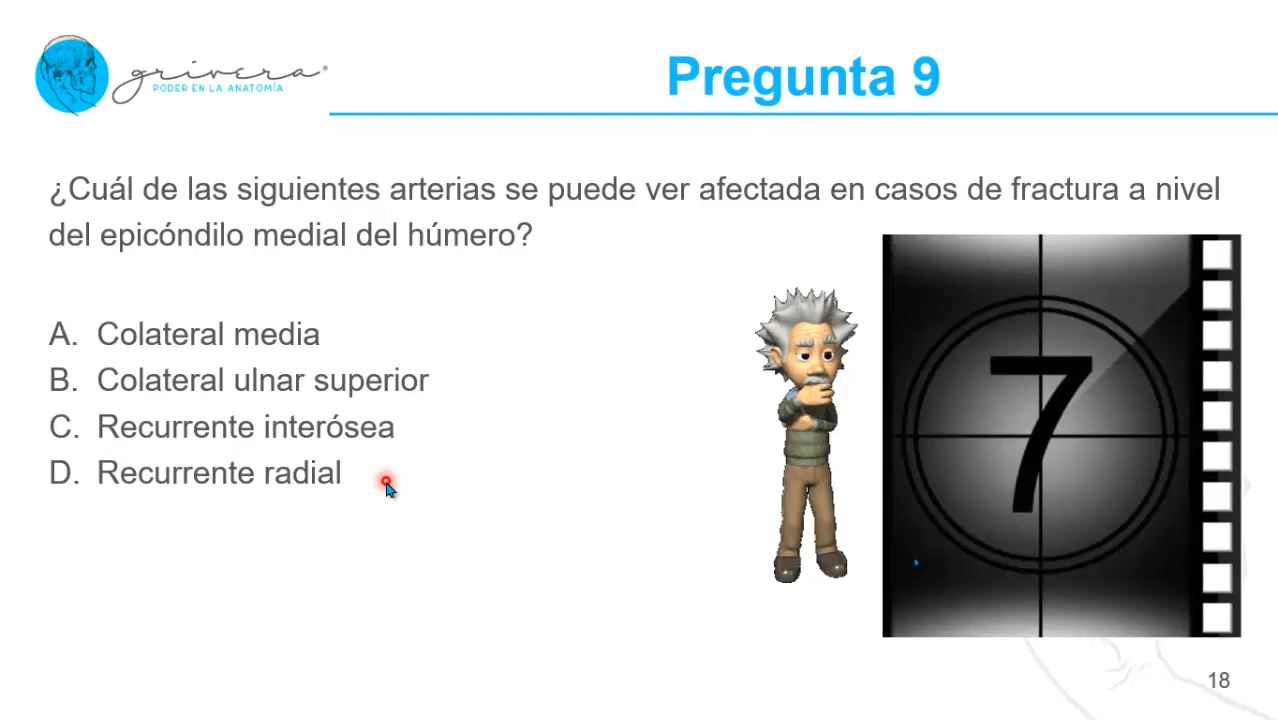 grivera
PODER EN LA ANATOMÍA
Pregunta 9
¿Cuál de las siguientes arterias se puede ver afectada en casos de fractura a nivel
del epicóndilo medial del húmero?
A. Colateral media
B. Colateral ulnar superior
C. Recurrente interósea
D. Recurrente radial
7
18